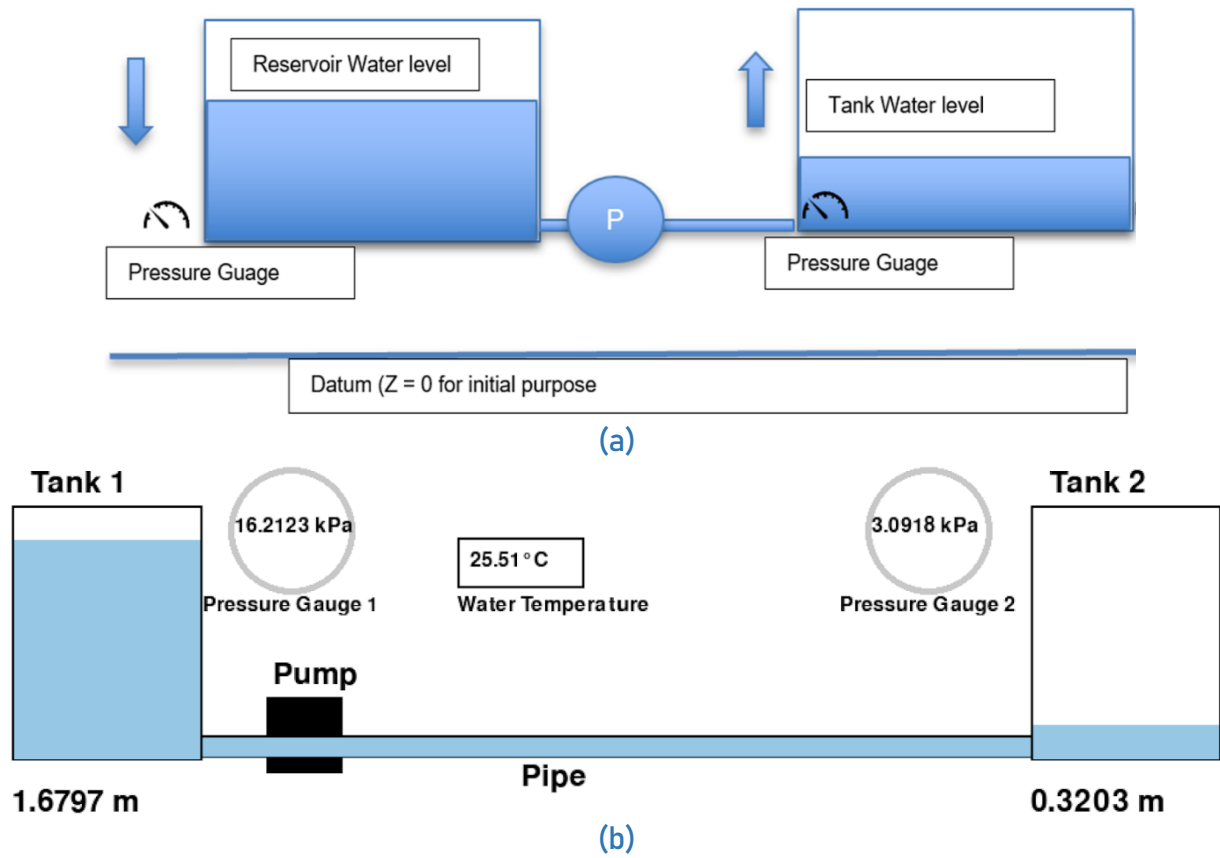 Reservoir Water level
Tank Water level
P
Pressure Guage
Pressure Guage
Datum (Z = 0 for initial purpose
(a)
Tank 1
Tank 2
16.2123 kPa
3.0918 kPa
25.51°C
Pressure Gauge 1
Water Temperature
Pressure Gauge 2
Pump
Pipe
1.6797 m
0.3203 m
(b)